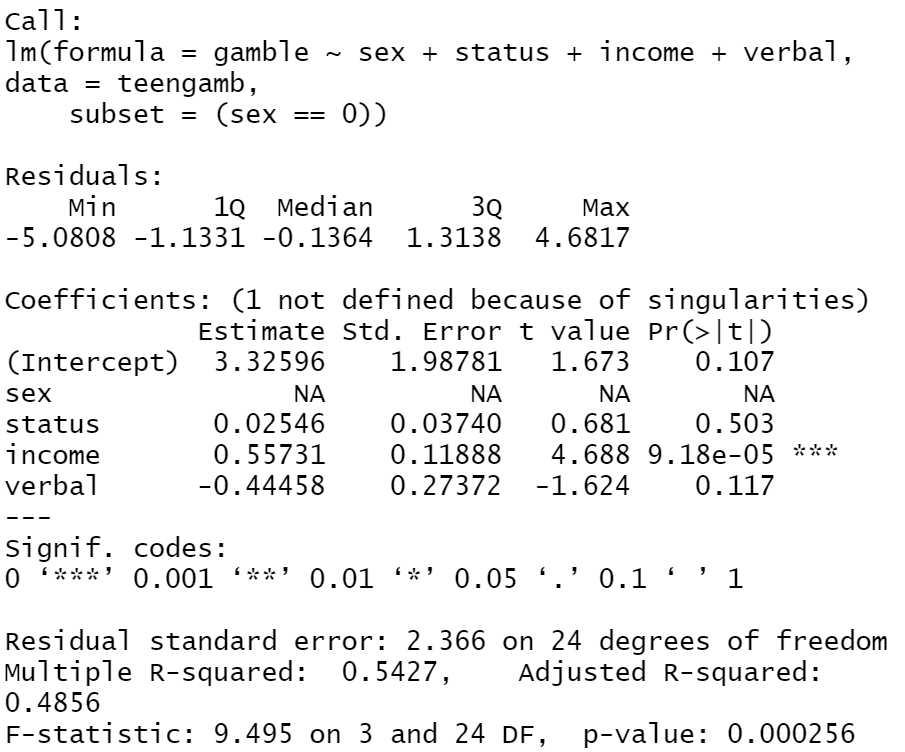 Call:
lm(formula = gamble ~ sex + status + income + verbal,
data = teengamb,
    subset = (sex == 0))

Residuals:
    Min      1Q  Median      3Q     Max
-5.0808 -1.1331 -0.1364  1.3138  4.6817

Coefficients: (1 not defined because of singularities)
            Estimate Std. Error t value Pr(>|t|)
(Intercept)  3.32596    1.98781   1.673    0.107
sex               NA         NA      NA       NA
status       0.02546    0.03740   0.681    0.503
income       0.55731    0.11888   4.688 9.18e-05 ***
verbal      -0.44458    0.27372  -1.624    0.117
---
Signif. codes:
0 ‘***’ 0.001 ‘**’ 0.01 ‘*’ 0.05 ‘.’ 0.1 ‘ ’ 1

Residual standard error: 2.366 on 24 degrees of freedom
Multiple R-squared:  0.5427,    Adjusted R-squared:
0.4856
F-statistic: 9.495 on 3 and 24 DF,  p-value: 0.000256